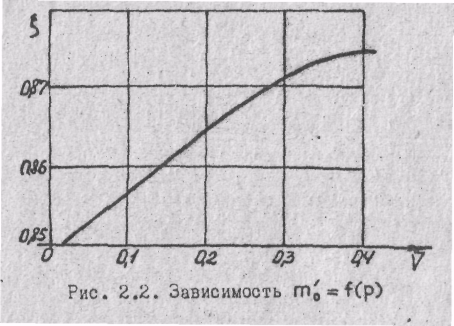 ξ
0,87
0,86
0,85
0 0,1 0,2 0,3 0,4 V̅
Рис. 2.2. Зависимость m′₀ = f(p)